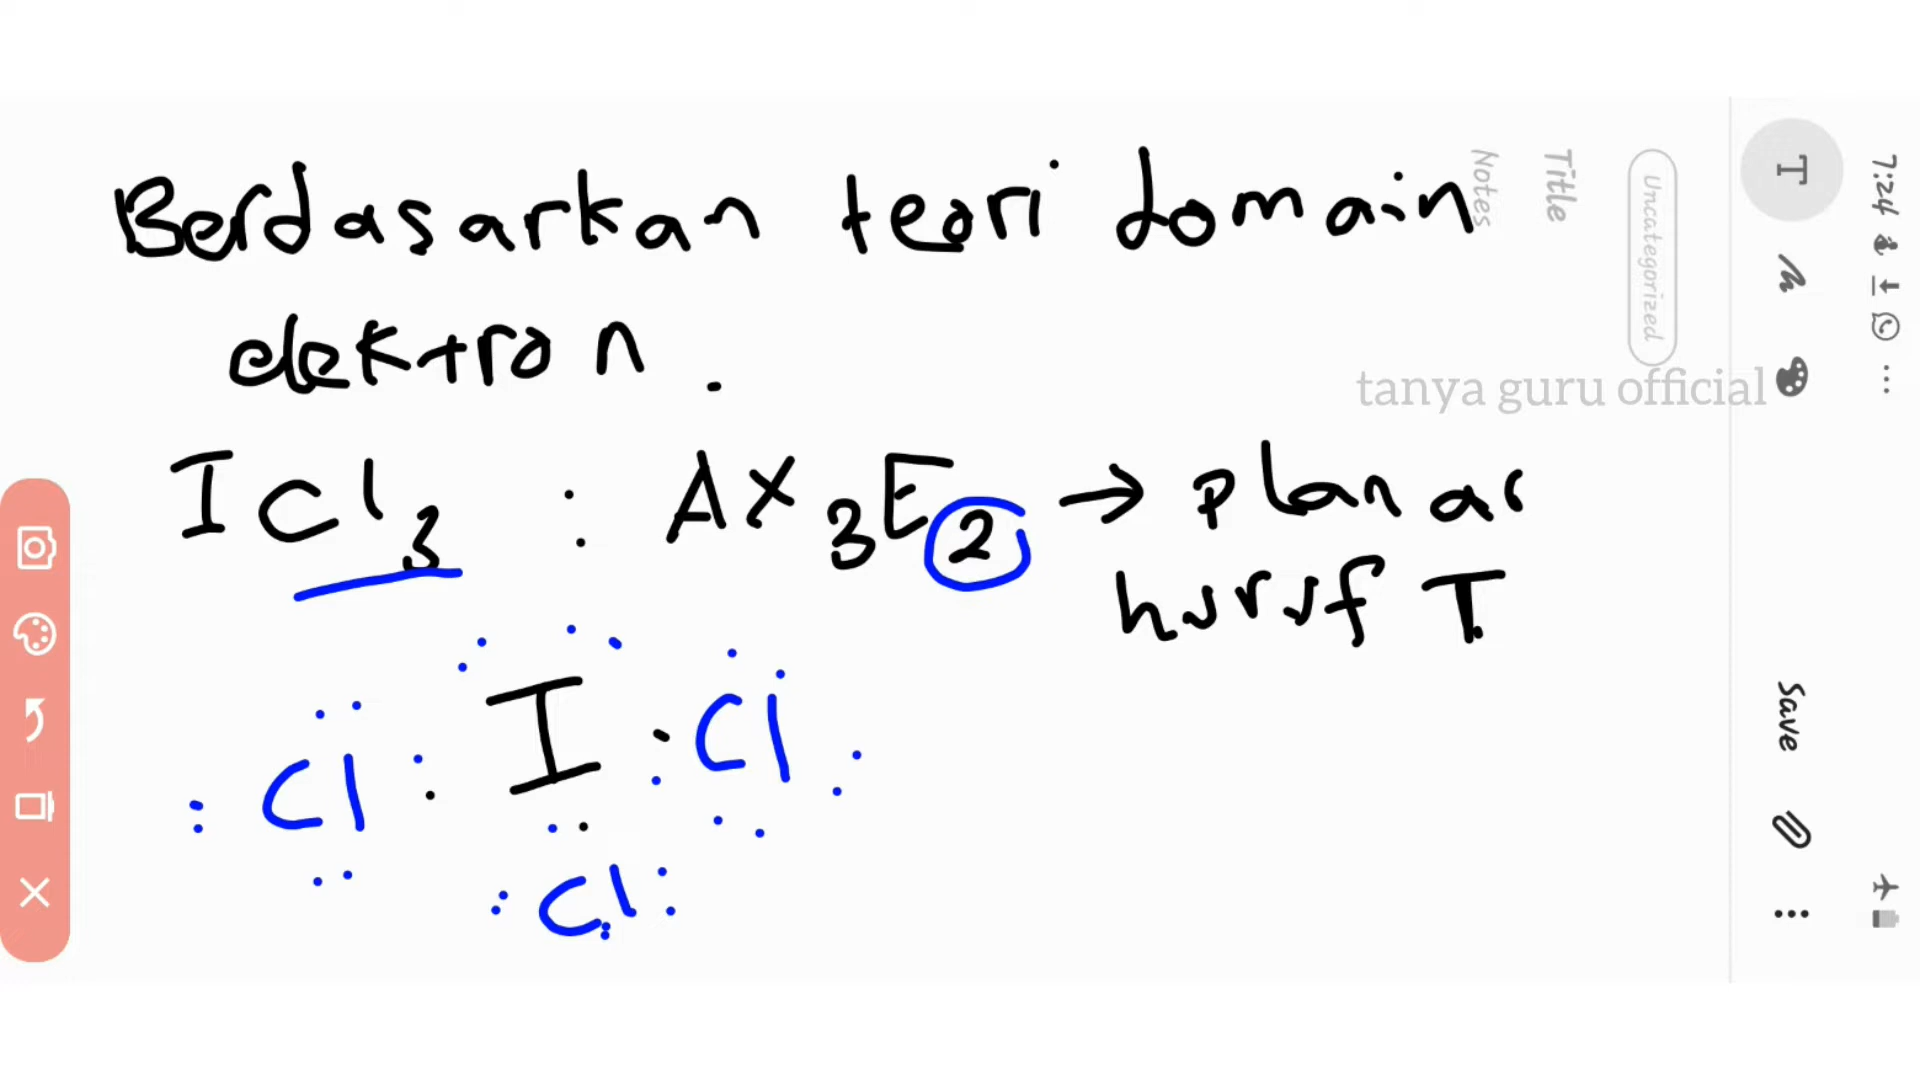 Berdasarkan teori domain
elektron.
ICl3 : AX3E2 → planar
huruf T
I
Cl
Cl
Cl
tanya guru official
Notes
Title
Uncategorized
T
Save
7:24